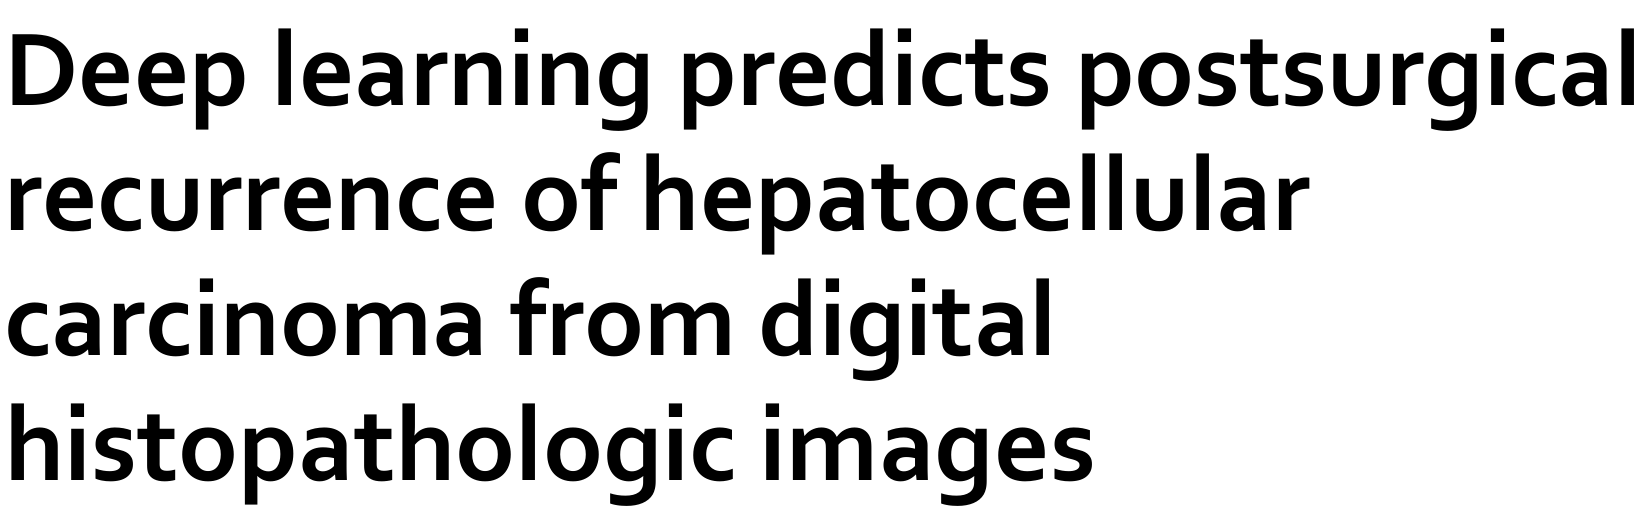 Deep learning predicts postsurgical
recurrence of hepatocellular
carcinoma from digital
histopathologic images